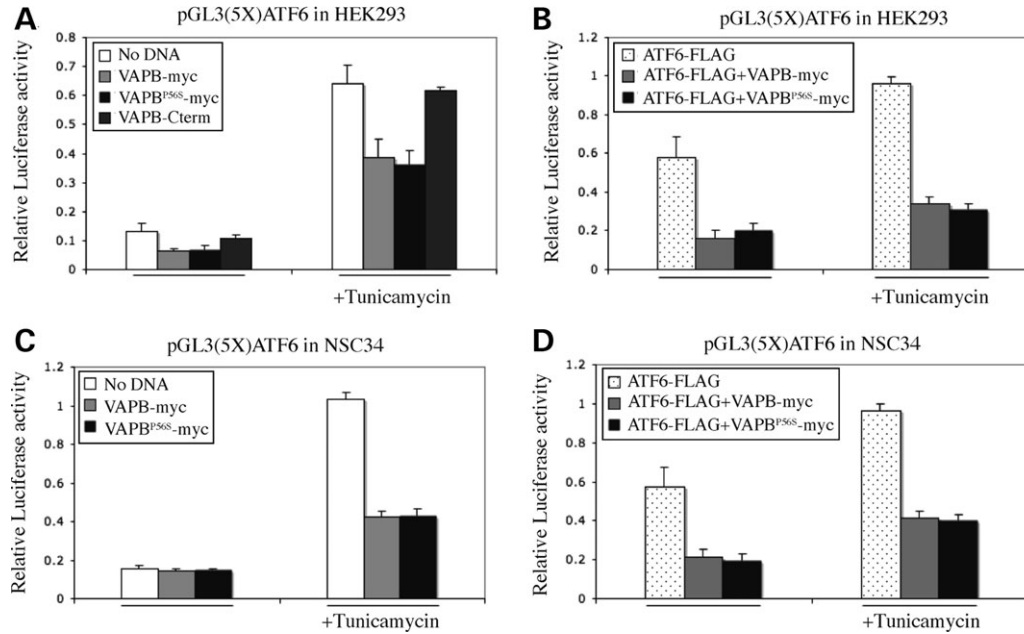 A
pGL3(5X)ATF6 in HEK293
Relative Luciferase activity
0.8
0.7
0.6
0.5
0.4
0.3
0.2
0.1
0
No DNA
VAPB-myc
VAPBP56S-myc
VAPB-Cterm
+Tunicamycin
B
pGL3(5X)ATF6 in HEK293
Relative Luciferase activity
1.2
1
0.8
0.6
0.4
0.2
0
ATF6-FLAG
ATF6-FLAG+VAPB-myc
ATF6-FLAG+VAPBP56S-myc
+Tunicamycin
C
pGL3(5X)ATF6 in NSC34
Relative Luciferase activity
1.2
1
0.8
0.6
0.4
0.2
0
No DNA
VAPB-myc
VAPBP56S-myc
+Tunicamycin
D
pGL3(5X)ATF6 in NSC34
Relative Luciferase activity
1.2
1
0.8
0.6
0.4
0.2
0
ATF6-FLAG
ATF6-FLAG+VAPB-myc
ATF6-FLAG+VAPBP56S-myc
+Tunicamycin